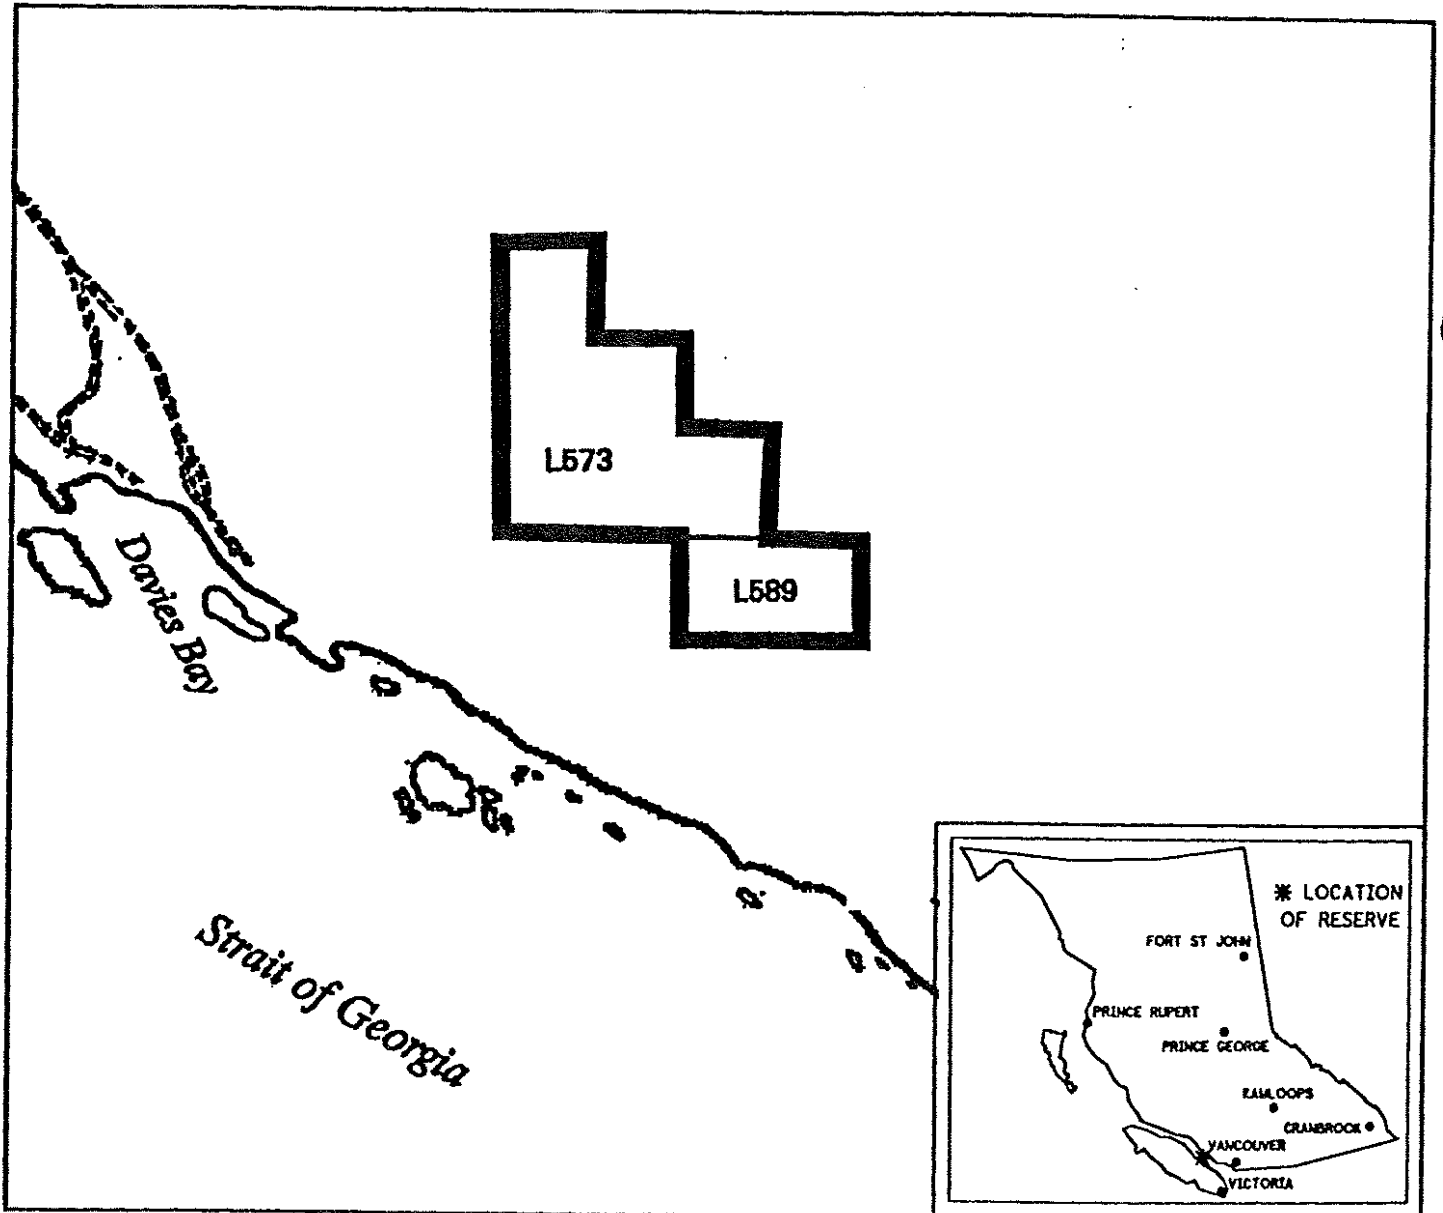 L573
L589
Davies Bay
Strait of Georgia
* LOCATION
OF RESERVE
FORT ST JOHN
PRINCE RUPERT
PRINCE GEORGE
KAMLOOPS
CRANBROOK
VANCOUVER
VICTORIA